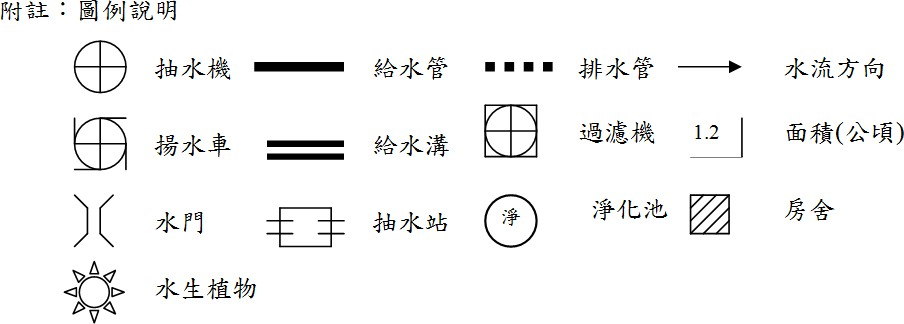 附註：圖例說明
抽水機 給水管 排水管 水流方向
揚水車 給水溝 過濾機 1.2 面積(公頃)
水門 抽水站 淨 淨化池 房舍
水生植物